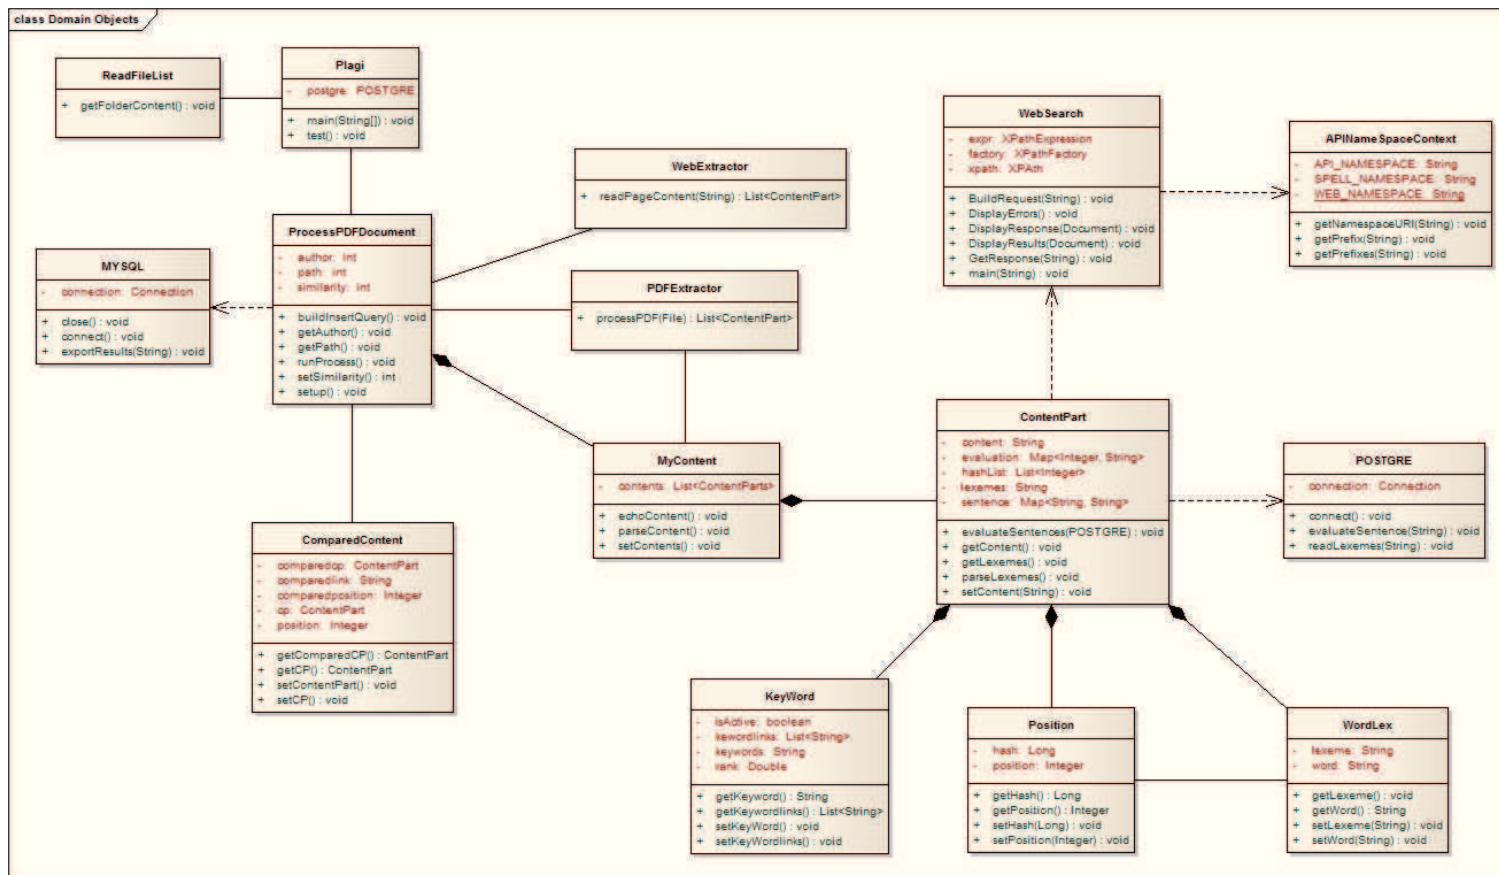 class Domain Objects
ReadFileList
+ getFolderContent() : void
Plagi
- postgre: POSTGRE
+ main(String[]) : void
+ test() : void
WebExtractor
+ readPageContent(String) : List<ContentPart>
ProcessPDFDocument
- author: int
- path: int
- similarity: int
+ buildInsertQuery() : void
+ getAuthor() : void
+ getPath() : void
+ runProcess() : void
+ setSimilarity() : int
+ setup() : void
MYSQL
- connection: Connection
+ close() : void
+ connect() : void
+ exportResults(String) : void
PDFExtractor
+ processPDF(File) : List<ContentPart>
MyContent
- contents: List<ContentParts>
+ echoContent() : void
+ parseContent() : void
+ setContents() : void
ComparedContent
- comparedcp: ContentPart
- comparedlink: String
- comparedposition: Integer
- cp: ContentPart
- position: Integer
+ getComparedCP() : ContentPart
+ getCP() : ContentPart
+ setContentPart() : void
+ setCP() : void
WebSearch
- expr: XPathExpression
- factory: XPathFactory
- xpath: XPAth
+ BuildRequest(String) : void
+ DisplayErrors() : void
+ DisplayResponse(Document) : void
+ DisplayResults(Document) : void
+ GetResponse(String) : void
+ main(String) : void
APINameSpaceContext
- API_NAMESPACE: String
- SPELL_NAMESPACE: String
- WEB_NAMESPACE: String
+ getNamespaceURI(String) : void
+ getPrefix(String) : void
+ getPrefixes(String) : void
ContentPart
- content: String
- evaluation: Map<Integer, String>
- hashList: List<Integer>
- lexemes: String
- sentence: Map<String, String>
+ evaluateSentences(POSTGRE) : void
+ getContent() : void
+ getLexemes() : void
+ parseLexemes() : void
+ setContent(String) : void
POSTGRE
- connection: Connection
+ connect() : void
+ evaluateSentence(String) : void
+ readLexemes(String) : void
KeyWord
- isActive: boolean
- kewordlinks: List<String>
- keywords: String
- rank: Double
+ getKeyword() : String
+ getKeywordlinks() : List<String>
+ setKeyWord() : void
+ setKeyWordlinks() : void
Position
- hash: Long
- position: Integer
+ getHash() : Long
+ getPosition() : Integer
+ setHash(Long) : void
+ setPosition(Integer) : void
WordLex
- lexeme: String
- word: String
+ getLexeme() : void
+ getWord() : String
+ setLexeme(String) : void
+ setWord(String) : void